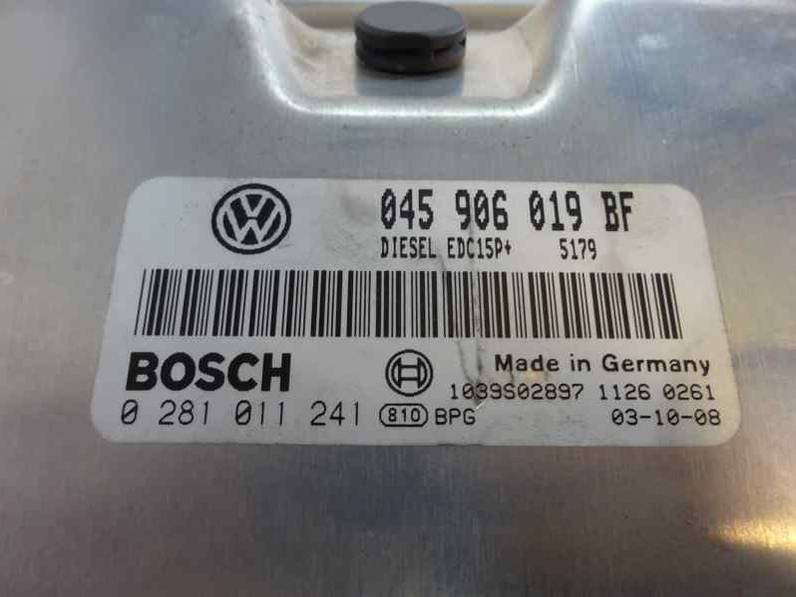 VW 045 906 019 BF
DIESEL EDC15P+ 5179
BOSCH Made in Germany
1039S02897 1126 0261
0 281 011 241 810 BPG 03-10-08